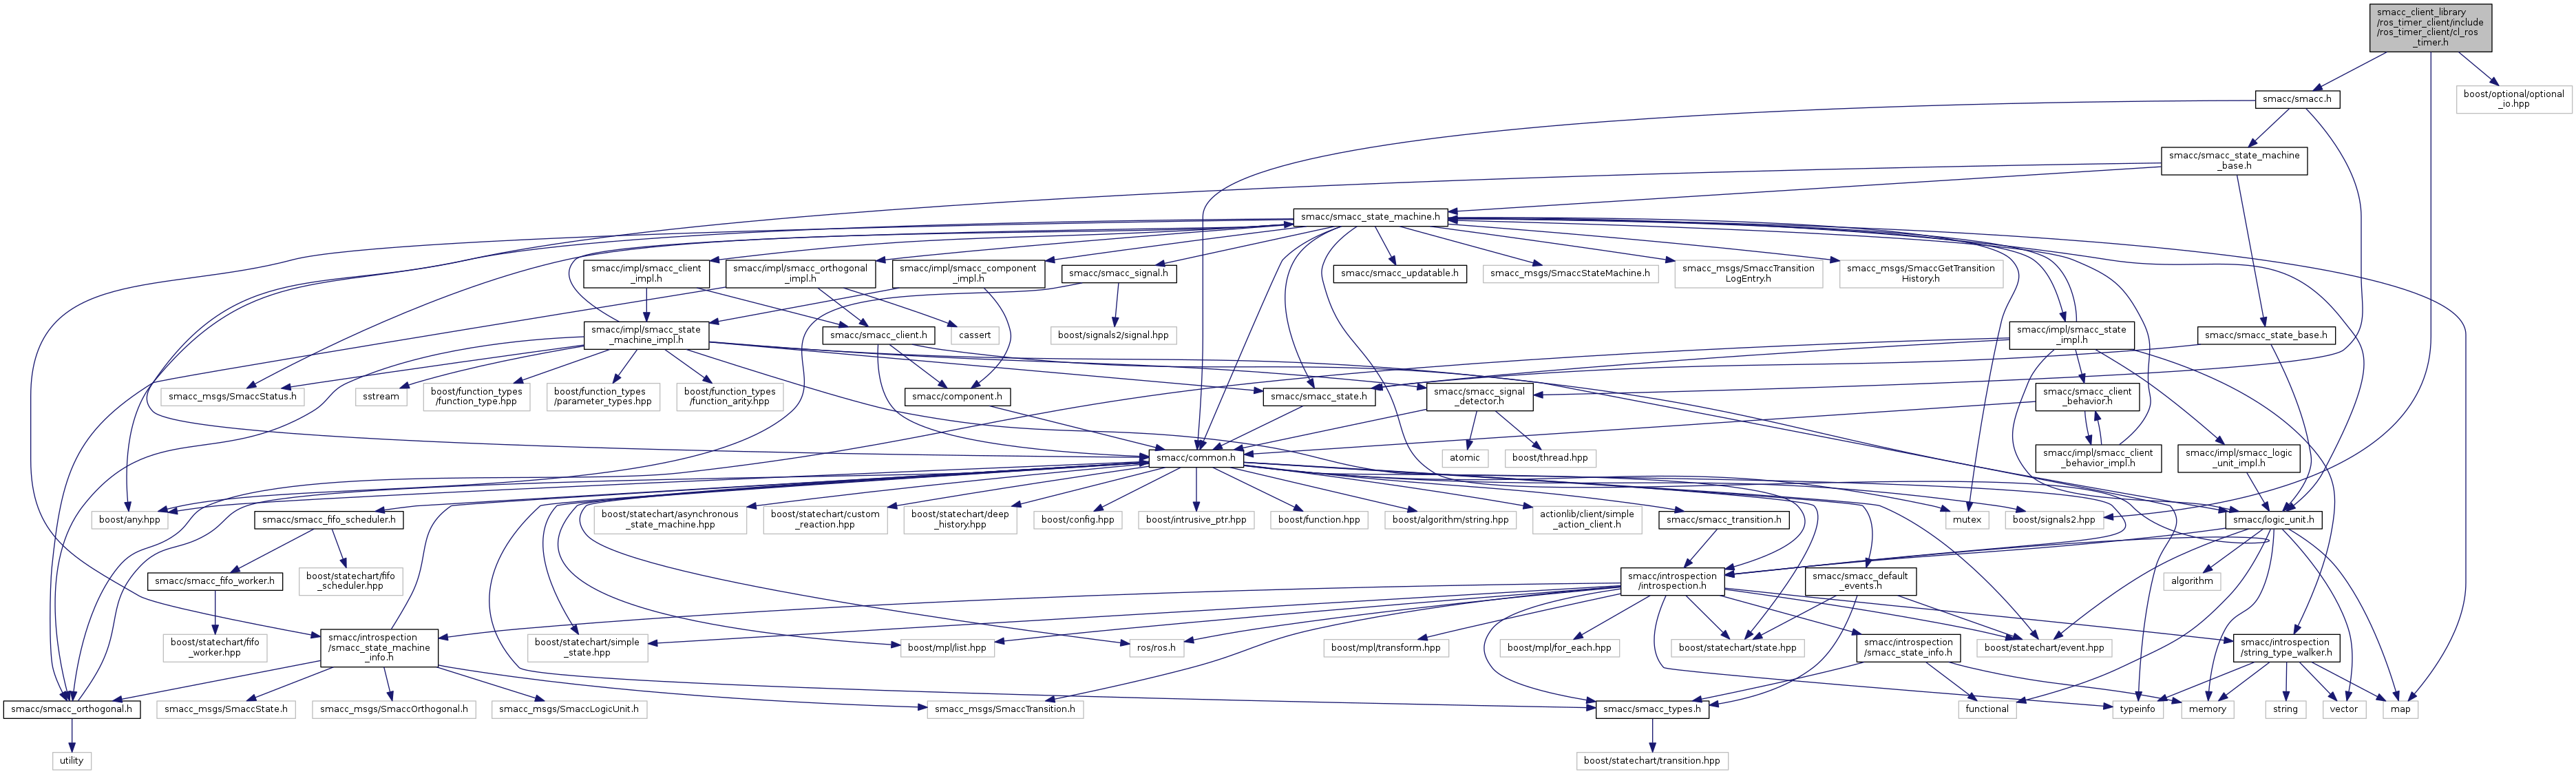 smacc_client_library
/ros_timer_client/include
/ros_timer_client/cl_ros
_timer.h
smacc/smacc.h
boost/optional/optional
_io.hpp
smacc/smacc_state_machine
_base.h
smacc/smacc_state_machine.h
smacc/impl/smacc_client
_impl.h
smacc/impl/smacc_orthogonal
_impl.h
smacc/impl/smacc_component
_impl.h
smacc/smacc_signal.h
smacc/smacc_updatable.h
smacc_msgs/SmaccStateMachine.h
smacc_msgs/SmaccTransition
LogEntry.h
smacc_msgs/SmaccGetTransition
History.h
smacc/impl/smacc_state
_machine_impl.h
smacc/smacc_client.h
cassert
boost/signals2/signal.hpp
smacc/impl/smacc_state
_impl.h
smacc/smacc_state_base.h
smacc_msgs/SmaccStatus.h
sstream
boost/function_types
/function_type.hpp
boost/function_types
/parameter_types.hpp
boost/function_types
/function_arity.hpp
smacc/component.h
smacc/smacc_state.h
smacc/smacc_signal
_detector.h
smacc/smacc_client
_behavior.h
smacc/common.h
atomic
boost/thread.hpp
smacc/impl/smacc_client
_behavior_impl.h
smacc/impl/smacc_logic
_unit_impl.h
boost/any.hpp
smacc/smacc_fifo_scheduler.h
boost/statechart/asynchronous
_state_machine.hpp
boost/statechart/custom
_reaction.hpp
boost/statechart/deep
_history.hpp
boost/config.hpp
boost/intrusive_ptr.hpp
boost/function.hpp
boost/algorithm/string.hpp
actionlib/client/simple
_action_client.h
smacc/smacc_transition.h
mutex
boost/signals2.hpp
smacc/logic_unit.h
smacc/smacc_fifo_worker.h
boost/statechart/fifo
_scheduler.hpp
smacc/introspection
/introspection.h
smacc/smacc_default
_events.h
algorithm
smacc/introspection
/smacc_state_machine
_info.h
boost/statechart/fifo
_worker.hpp
boost/statechart/simple
_state.hpp
boost/mpl/list.hpp
ros/ros.h
boost/mpl/transform.hpp
boost/mpl/for_each.hpp
boost/statechart/state.hpp
smacc/introspection
/smacc_state_info.h
boost/statechart/event.hpp
smacc/introspection
/string_type_walker.h
smacc/smacc_orthogonal.h
smacc_msgs/SmaccState.h
smacc_msgs/SmaccOrthogonal.h
smacc_msgs/SmaccLogicUnit.h
smacc_msgs/SmaccTransition.h
smacc/smacc_types.h
functional
typeinfo
memory
string
vector
map
utility
boost/statechart/transition.hpp